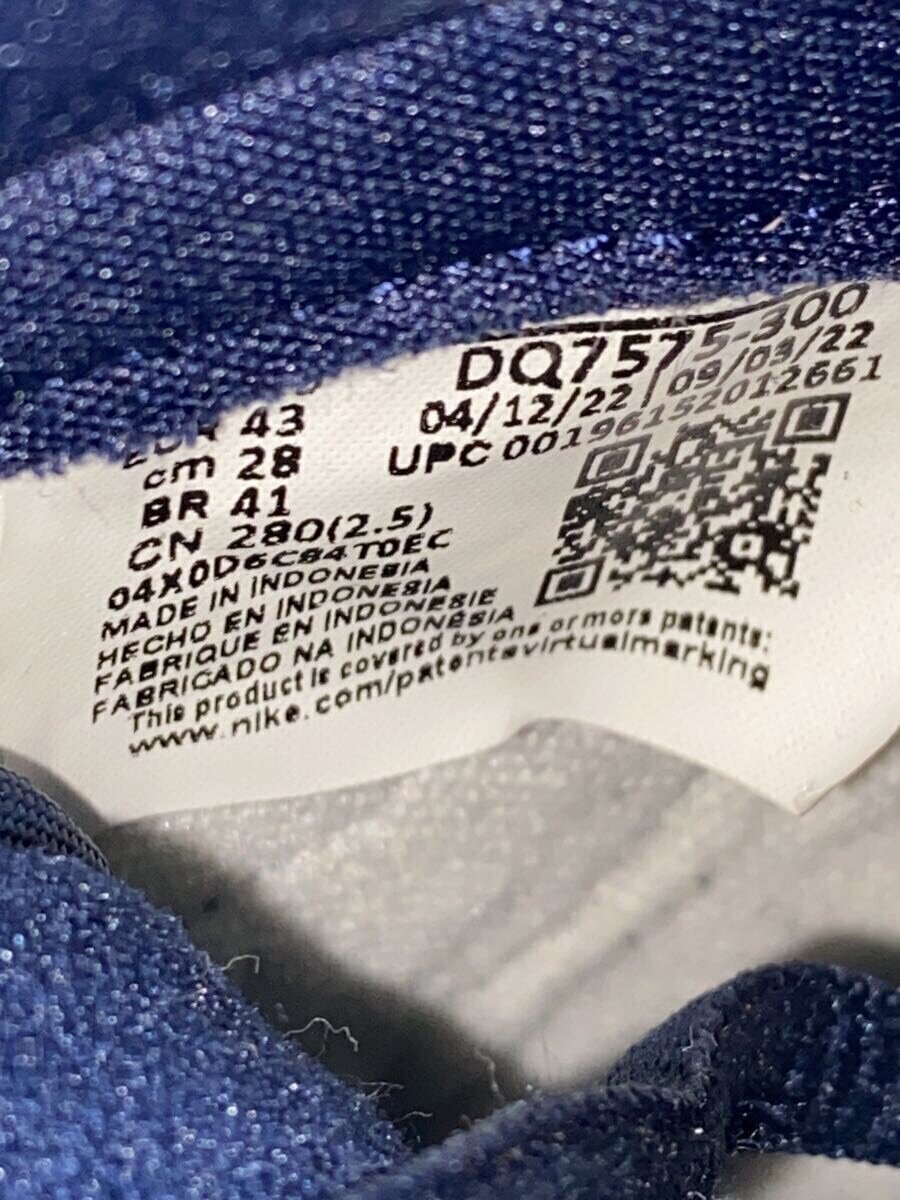 DQ7575-300
04/12/22 / 09/03/22
UPC 00196152012661
EUR 43
cm 28
BR 41
CN 280(2.5)
04X0D6C84T0EC
MADE IN INDONESIA
HECHO EN INDONESIA
FABRIQUE EN INDONESIE
FABRICADO NA INDONÉSIA
This product is covered by one or more patents:
www.nike.com/patentsvirtualmarking